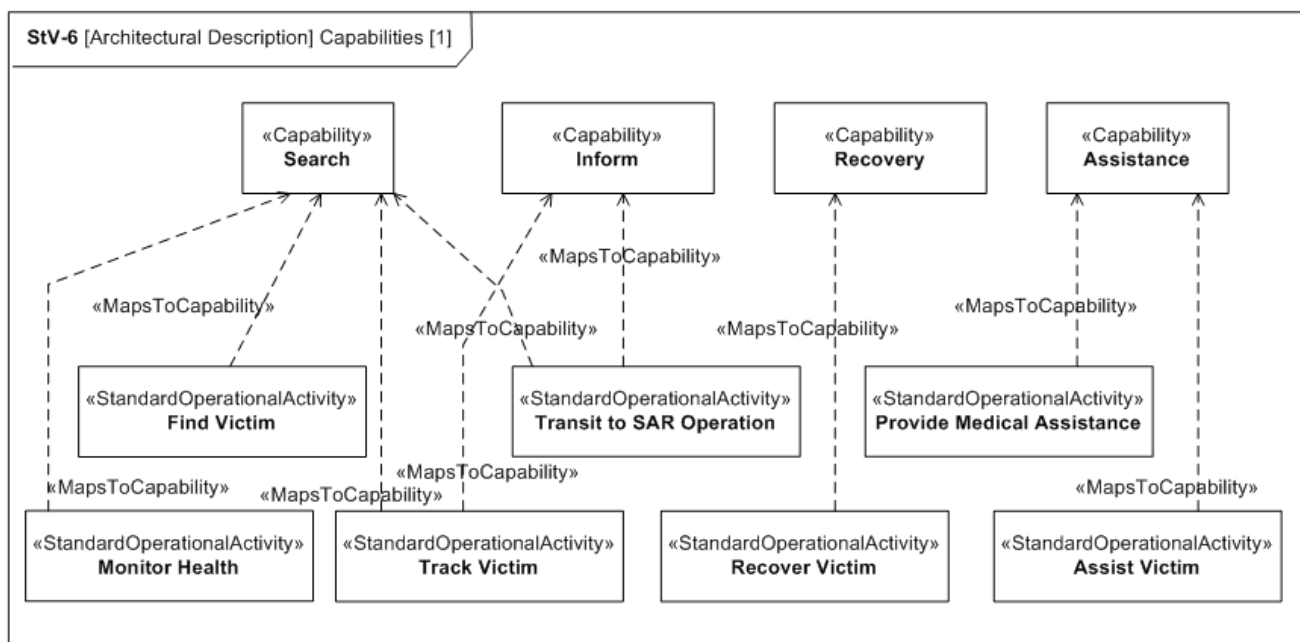 StV-6 [Architectural Description] Capabilities [1]
«Capability»
Search
«Capability»
Inform
«Capability»
Recovery
«Capability»
Assistance
«MapsToCapability»
«MapsToCapability»
«MapsToCapability»
«MapsToCapability»
«MapsToCapability»
«StandardOperationalActivity»
Find Victim
«StandardOperationalActivity»
Transit to SAR Operation
«StandardOperationalActivity»
Provide Medical Assistance
«MapsToCapability»
«MapsToCapability»
«MapsToCapability»
«MapsToCapability»
«StandardOperationalActivity»
Monitor Health
«StandardOperationalActivity»
Track Victim
«StandardOperationalActivity»
Recover Victim
«StandardOperationalActivity»
Assist Victim